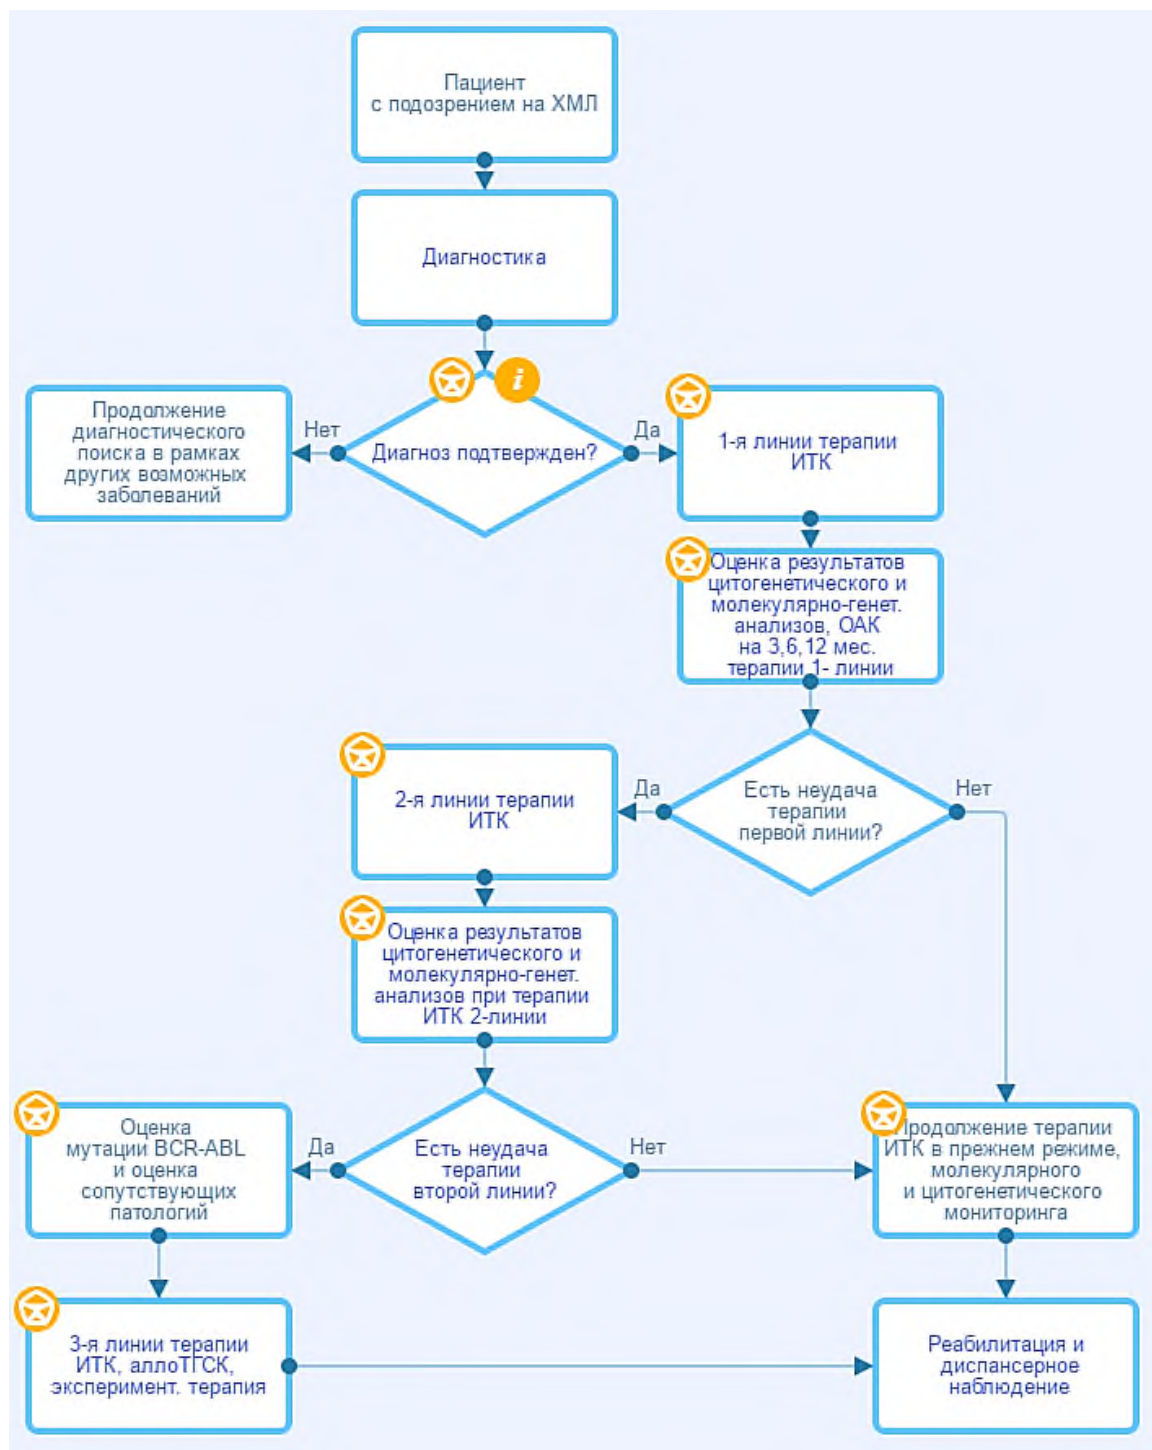 Пациент
с подозрением на ХМЛ
Диагностика
i
Диагноз подтвержден?
Нет
Да
Продолжение
диагностического
поиска в рамках
других возможных
заболеваний
1-я линии терапии
ИТК
Оценка результатов
цитогенетического и
молекулярно-генет.
анализов, ОАК
на 3,6,12 мес.
терапии 1- линии
Есть неудача
терапии
первой линии?
Да
Нет
2-я линии терапии
ИТК
Оценка результатов
цитогенетического и
молекулярно-генет.
анализов при терапии
ИТК 2-линии
Есть неудача
терапии
второй линии?
Да
Нет
Оценка
мутации BCR-ABL
и оценка
сопутствующих
патологий
Продолжение терапии
ИТК в прежнем режиме,
молекулярного
и цитогенетического
мониторинга
3-я линии терапии
ИТК, аллоТГСК,
эксперимент. терапия
Реабилитация и
диспансерное
наблюдение